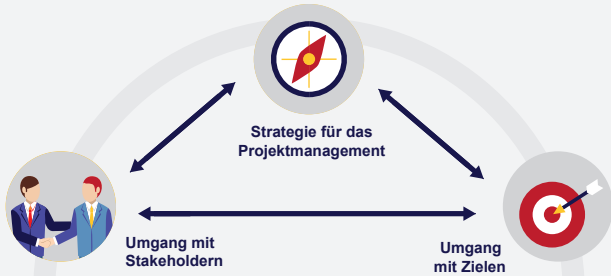 Strategie für das
Projektmanagement
Umgang mit
Stakeholdern
Umgang
mit Zielen